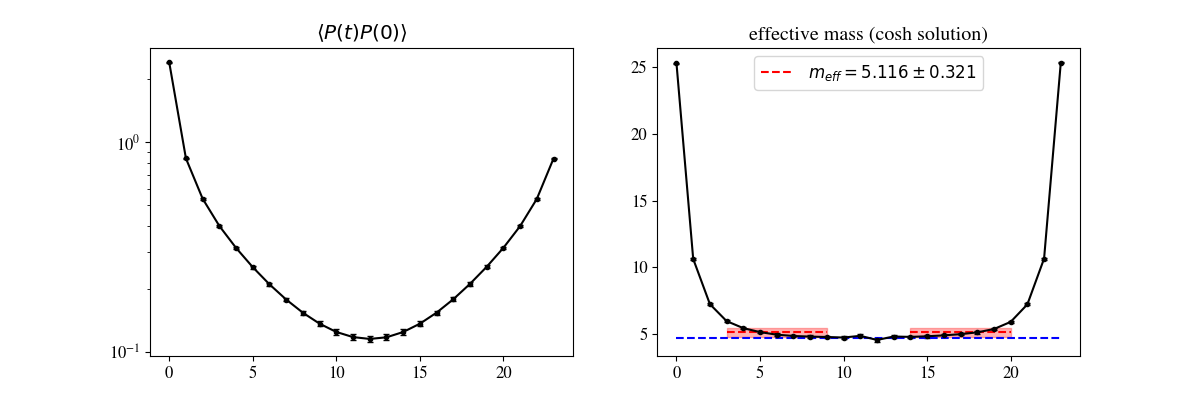 ⟨P(t)P(0)⟩
10⁰
10⁻¹
0 5 10 15 20
effective mass (cosh solution)
m_eff = 5.116 ± 0.321
25
20
15
10
5
0 5 10 15 20